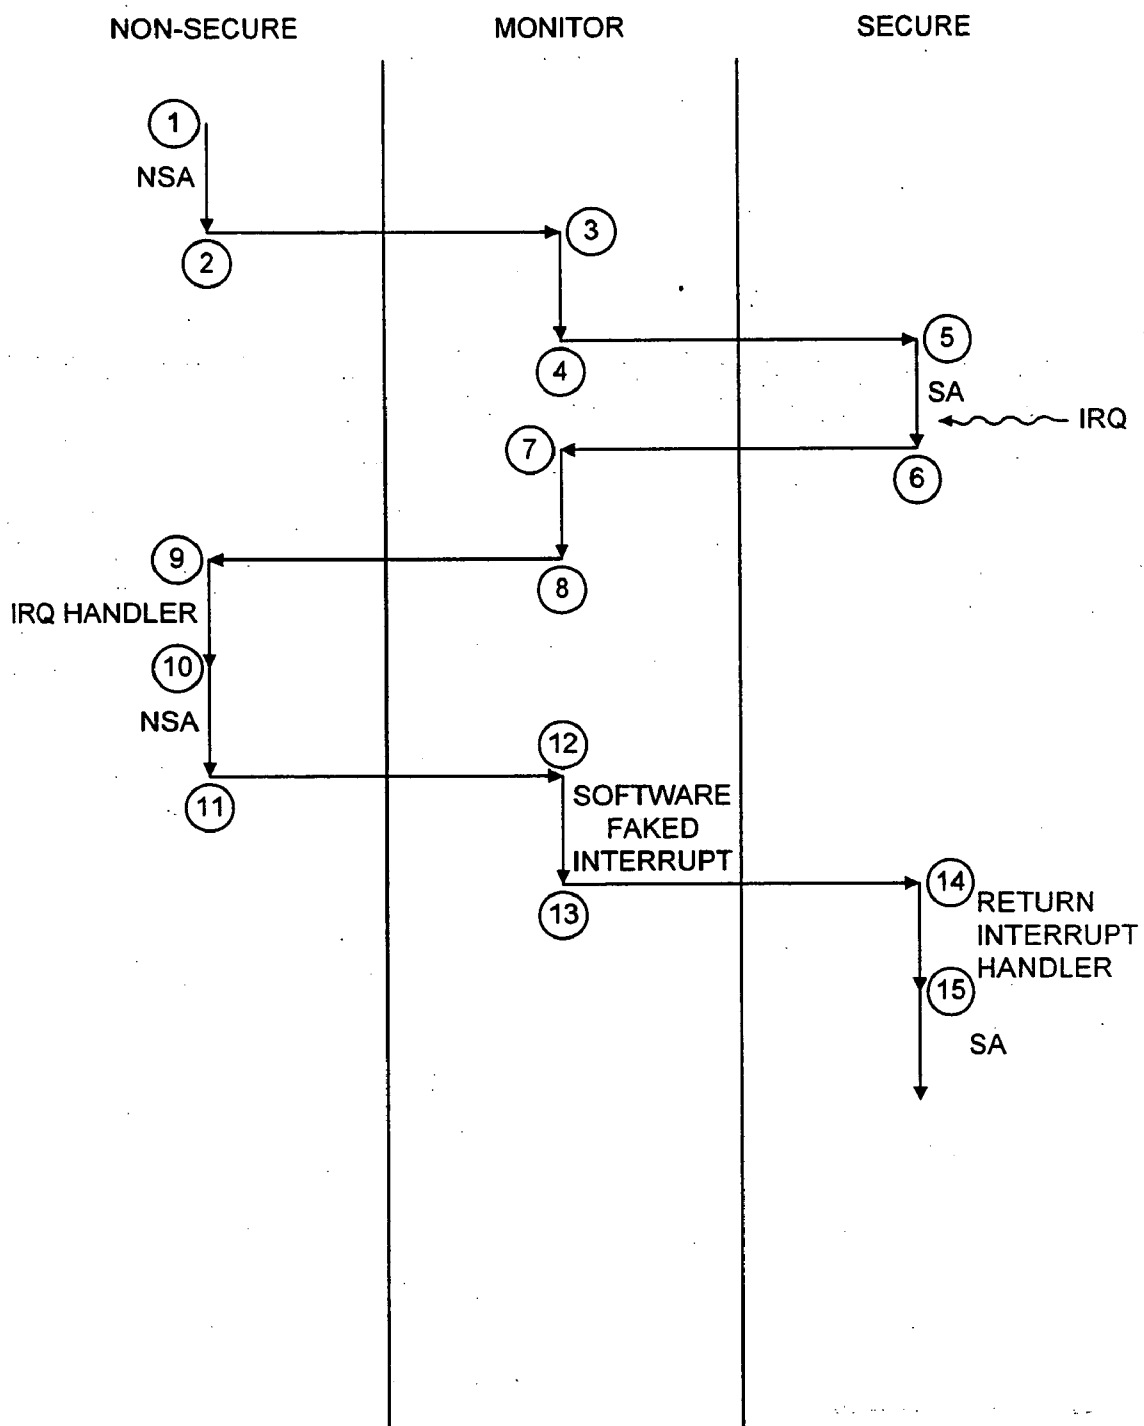 NON-SECURE
MONITOR
SECURE
1
NSA
2
3
4
5
SA
IRQ
6
7
8
9
IRQ HANDLER
10
NSA
11
12
SOFTWARE
FAKED
INTERRUPT
13
14
RETURN
INTERRUPT
HANDLER
15
SA